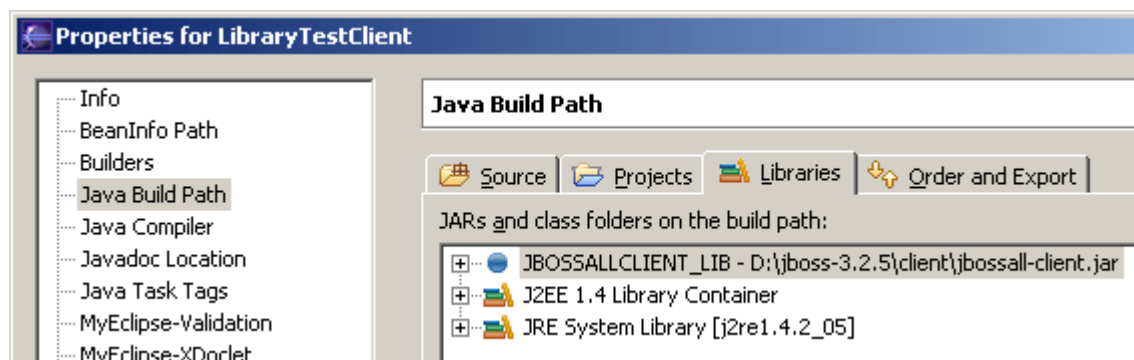 Properties for LibraryTestClient
Info
BeanInfo Path
Builders
Java Build Path
Java Compiler
Javadoc Location
Java Task Tags
MyEclipse-Validation
MyEclipse-XDoclet
Java Build Path
Source Projects Libraries Order and Export
JARs and class folders on the build path:
JBOSSALLCLIENT_LIB - D:\jboss-3.2.5\client\jbossall-client.jar
J2EE 1.4 Library Container
JRE System Library [j2re1.4.2_05]